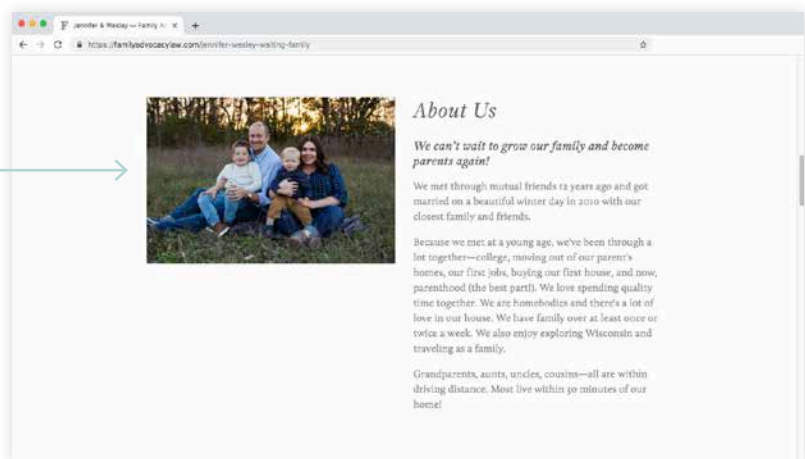 Jennifer & Wesley — Family Ad
https://familyadvocacylaw.com/jennifer-wesley-waiting-family
About Us
We can't wait to grow our family and become
parents again!
We met through mutual friends 12 years ago and got
married on a beautiful winter day in 2010 with our
closest family and friends.
Because we met at a young age, we've been through a
lot together—college, moving out of our parent's
homes, our first jobs, buying our first house, and now,
parenthood (the best part!). We love spending quality
time together. We are homebodies and there's a lot of
love in our house. We have family over at least once or
twice a week. We also enjoy exploring Wisconsin and
traveling as a family.
Grandparents, aunts, uncles, cousins—all are within
driving distance. Most live within 30 minutes of our
home!